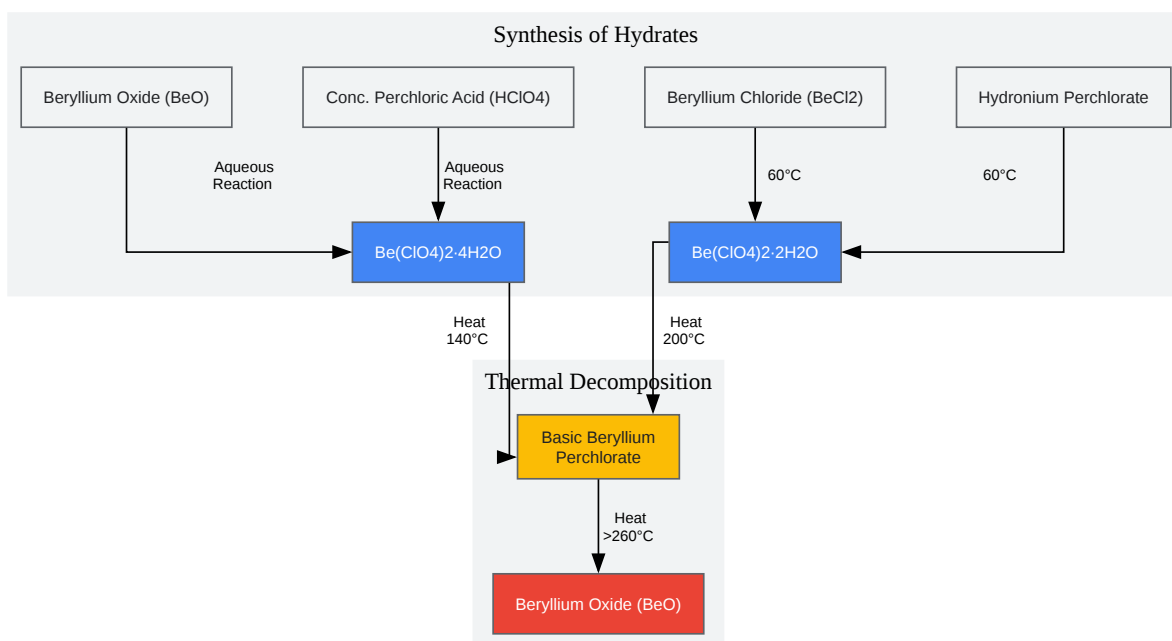 Synthesis of Hydrates
Beryllium Oxide (BeO)
Conc. Perchloric Acid (HClO4)
Beryllium Chloride (BeCl2)
Hydronium Perchlorate
Aqueous
Reaction
Aqueous
Reaction
60°C
60°C
Be(ClO4)2·4H2O
Be(ClO4)2·2H2O
Heat
140°C
Heat
200°C
Thermal Decomposition
Basic Beryllium
Perchlorate
Heat
>260°C
Beryllium Oxide (BeO)